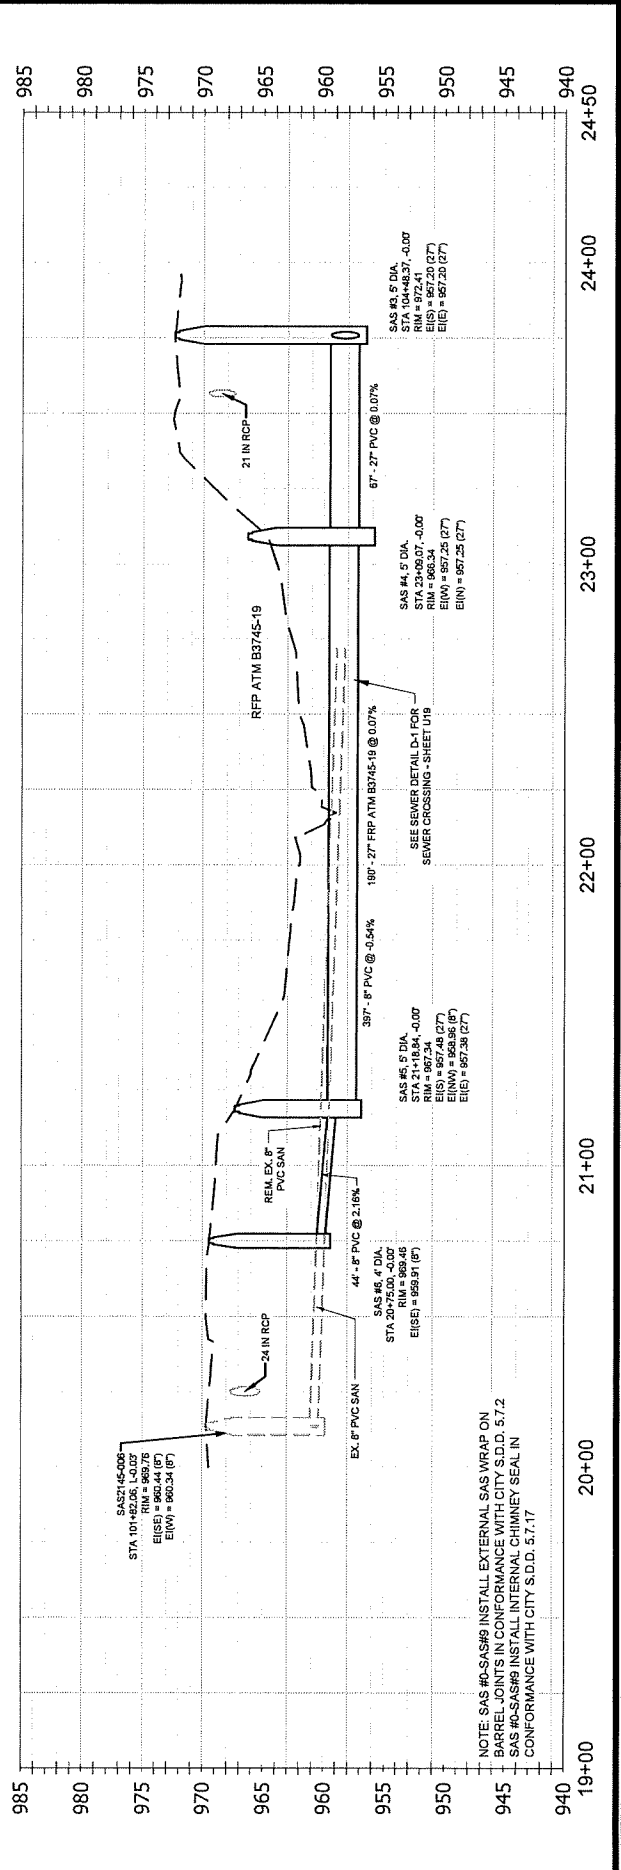 985
980
975
970
965
960
955
950
945
940
985
980
975
970
965
960
955
950
945
940
19+00
20+00
21+00
22+00
23+00
24+00
24+50
SAS2145-006
STA 101+82.06, L-0.03'
RIM = 969.76
EI(SE) = 960.44 (8")
EI(W) = 960.34 (8")
24 IN RCP
EX. 8" PVC SAN
SAS #6, 4' DIA.
STA 20+75.00, -0.00'
RIM = 969.46
EI(SE) = 959.91 (8")
44' - 8" PVC @ 2.16%
REM. EX. 8"
PVC SAN
SAS #5, 5' DIA.
STA 21+18.84, -0.00'
RIM = 967.34
EI(S) = 957.48 (27")
EI(NW) = 958.96 (8")
EI(E) = 957.38 (27")
397' - 8" PVC @ -0.54%
190' - 27" FRP ATM B3745-19 @ 0.07%
SEE SEWER DETAIL D-1 FOR
SEWER CROSSING - SHEET U19
RFP ATM B3745-19
SAS #4, 5' DIA.
STA 23+09.07, -0.00'
RIM = 966.34
EI(W) = 957.25 (27")
EI(N) = 957.25 (27")
67' - 27" PVC @ 0.07%
21 IN RCP
SAS #3, 5' DIA.
STA 104+48.37, -0.00'
RIM = 972.41
EI(S) = 957.20 (27")
EI(E) = 957.20 (27")
NOTE: SAS #0-SAS#9 INSTALL EXTERNAL SAS WRAP ON
BARREL JOINTS IN CONFORMANCE WITH CITY S.D.D. 5.7.2
SAS #0-SAS#9 INSTALL INTERNAL CHIMNEY SEAL IN
CONFORMANCE WITH CITY S.D.D. 5.7.17